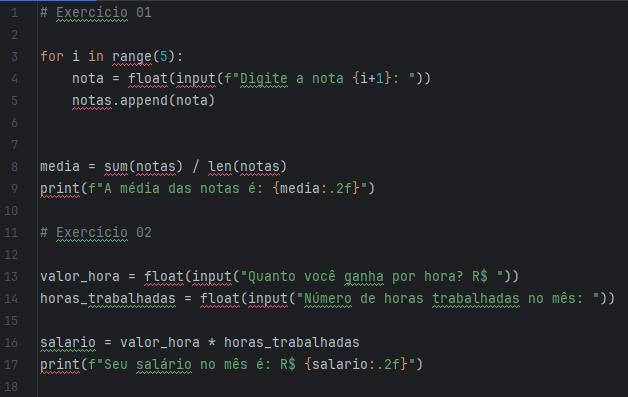 1 # Exercício 01
2
3 for i in range(5):
4     nota = float(input(f"Digite a nota {i+1}: "))
5     notas.append(nota)
6
7
8 media = sum(notas) / len(notas)
9 print(f"A média das notas é: {media:.2f}")
10
11 # Exercício 02
12
13 valor_hora = float(input("Quanto você ganha por hora? R$ "))
14 horas_trabalhadas = float(input("Número de horas trabalhadas no mês: "))
15
16 salario = valor_hora * horas_trabalhadas
17 print(f"Seu salário no mês é: R$ {salario:.2f}")
18